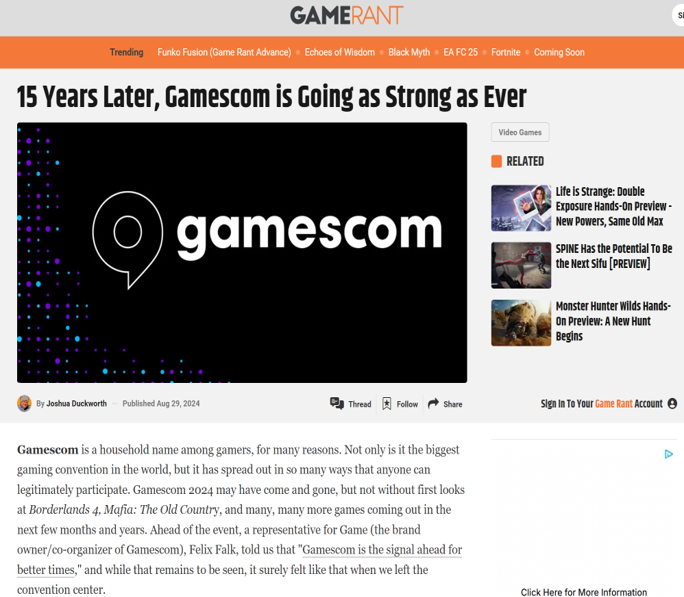 GAMERANT
Trending
Funko Fusion (Game Rant Advance)
Echoes of Wisdom
Black Myth
EA FC 25
Fortnite
Coming Soon
15 Years Later, Gamescom is Going as Strong as Ever
gamescom
By Joshua Duckworth — Published Aug 29, 2024
Thread
Follow
Share
Gamescom is a household name among gamers, for many reasons. Not only is it the biggest
gaming convention in the world, but it has spread out in so many ways that anyone can
legitimately participate. Gamescom 2024 may have come and gone, but not without first looks
at Borderlands 4, Mafia: The Old Country, and many, many more games coming out in the
next few months and years. Ahead of the event, a representative for Game (the brand
owner/co-organizer of Gamescom), Felix Falk, told us that "Gamescom is the signal ahead for
better times," and while that remains to be seen, it surely felt like that when we left the
convention center.
Video Games
RELATED
Life is Strange: Double
Exposure Hands-On Preview -
New Powers, Same Old Max
SPINE Has the Potential To Be
the Next Sifu [PREVIEW]
Monster Hunter Wilds Hands-
On Preview: A New Hunt
Begins
Sign In To Your Game Rant Account
Click Here for More Information